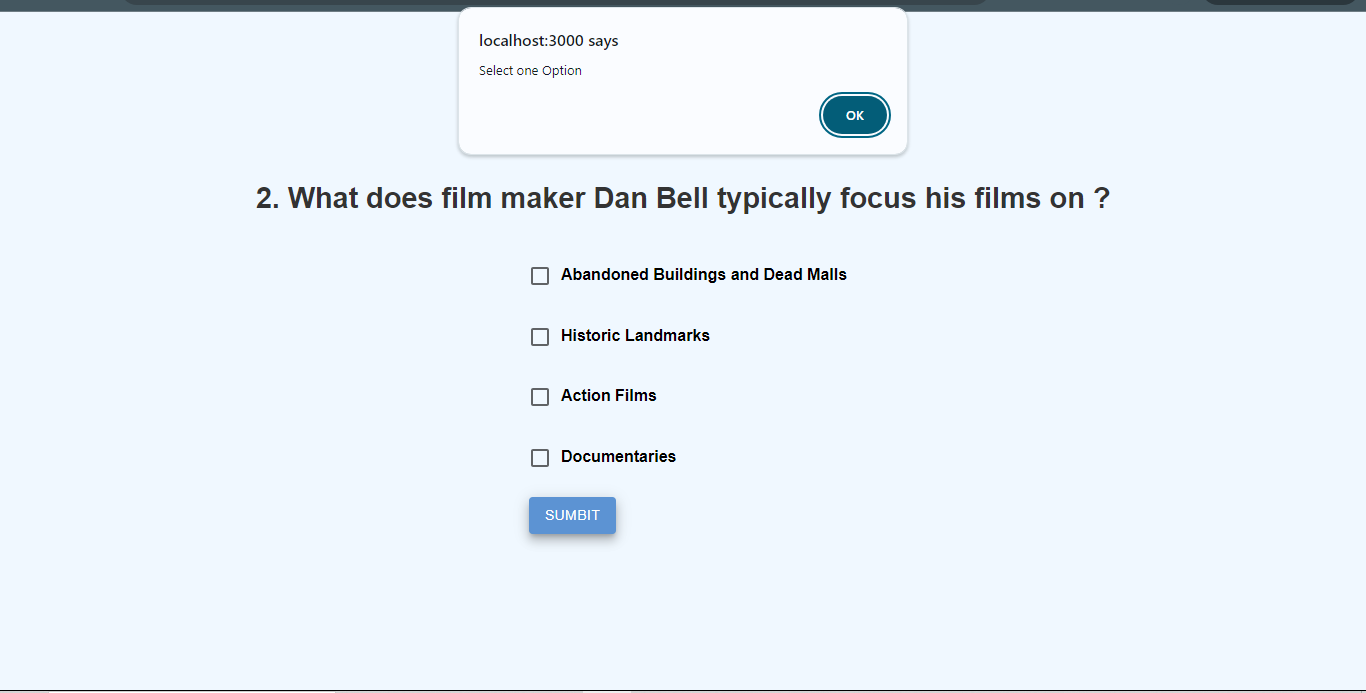 localhost:3000 says
Select one Option
OK
2. What does film maker Dan Bell typically focus his films on ?
Abandoned Buildings and Dead Malls
Historic Landmarks
Action Films
Documentaries
SUMBIT